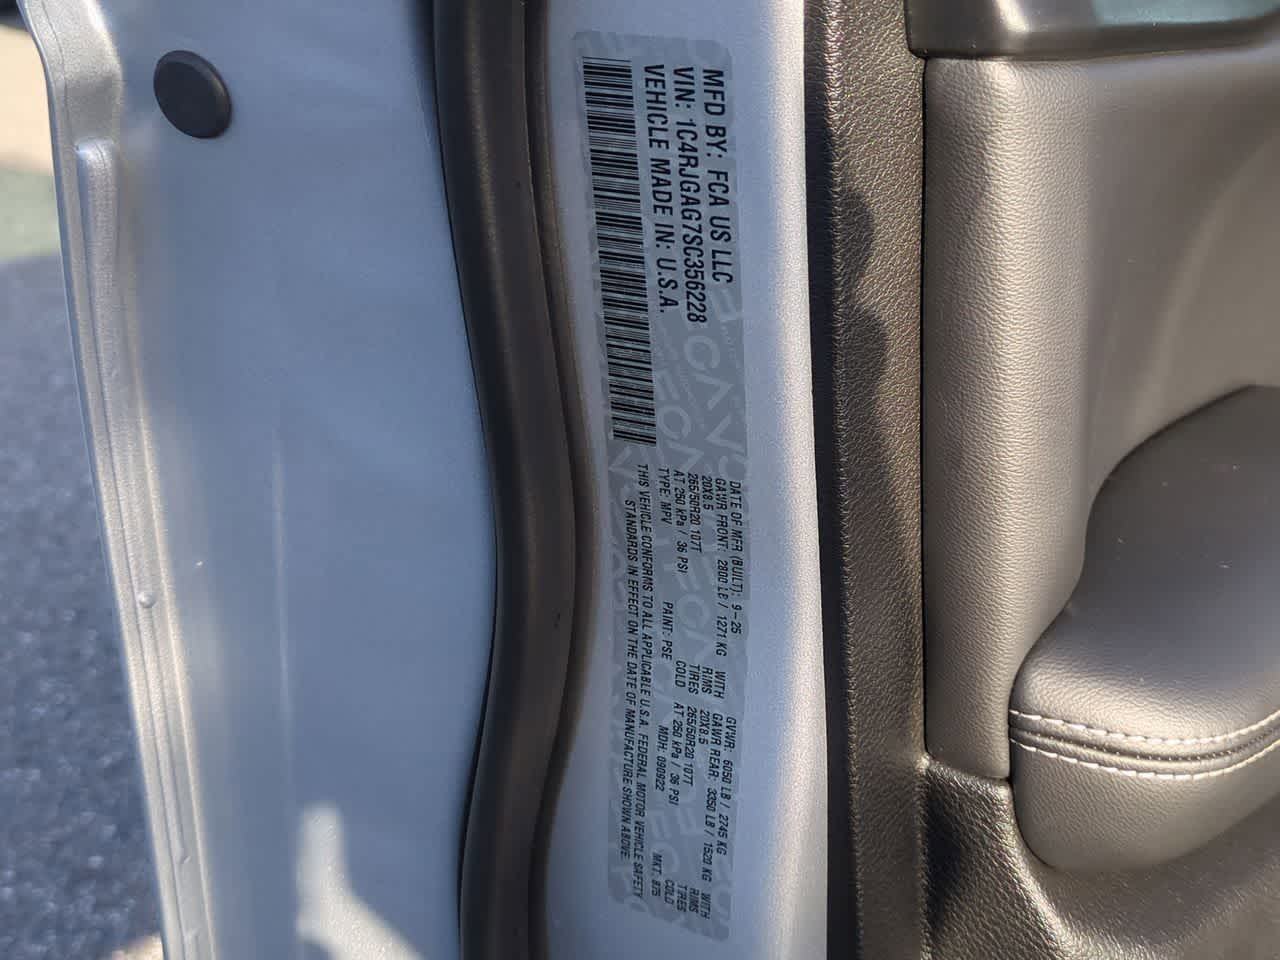 MFD BY: FCA US LLC
VIN: 1C4RJGAG7SC356228
VEHICLE MADE IN: U.S.A.
DATE OF MFR (BUILT): 9-25 GVWR: 6050 LB / 2745 KG
GAWR FRONT: 2800 LB / 1271 KG WITH GAWR REAR: 3350 LB / 1520 KG WITH
20X8.5 RIMS 20X8.5 RIMS
265/50R20 107T TIRES 265/50R20 107T TIRES
AT 250 kPa / 36 PSI COLD AT 250 kPa / 36 PSI COLD
TYPE: MPV PAINT: PSE MDH: 090922 MKT: 875
THIS VEHICLE CONFORMS TO ALL APPLICABLE U.S.A. FEDERAL MOTOR VEHICLE SAFETY
STANDARDS IN EFFECT ON THE DATE OF MANUFACTURE SHOWN ABOVE.